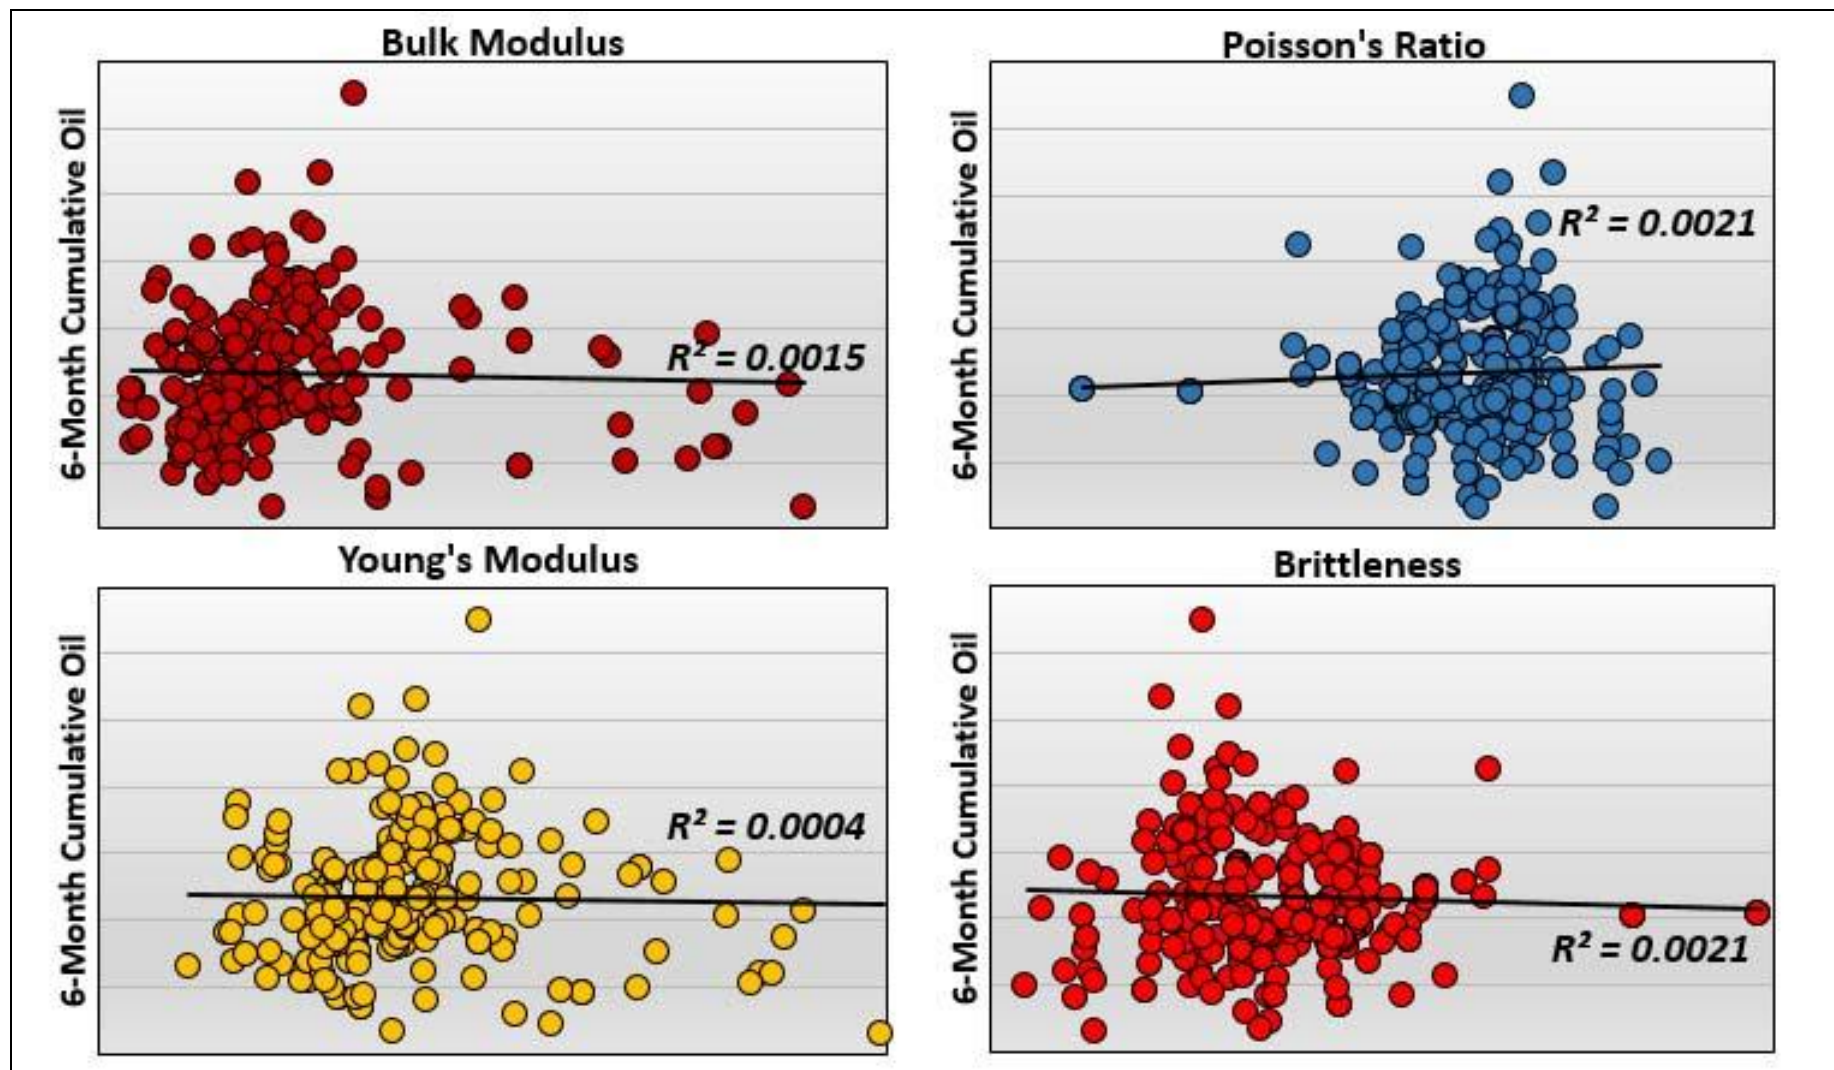 Bulk Modulus
6-Month Cumulative Oil
R² = 0.0015
Poisson's Ratio
6-Month Cumulative Oil
R² = 0.0021
Young's Modulus
6-Month Cumulative Oil
R² = 0.0004
Brittleness
6-Month Cumulative Oil
R² = 0.0021